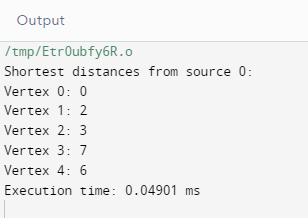 Output
/tmp/Etr0ubfy6R.o
Shortest distances from source 0:
Vertex 0: 0
Vertex 1: 2
Vertex 2: 3
Vertex 3: 7
Vertex 4: 6
Execution time: 0.04901 ms